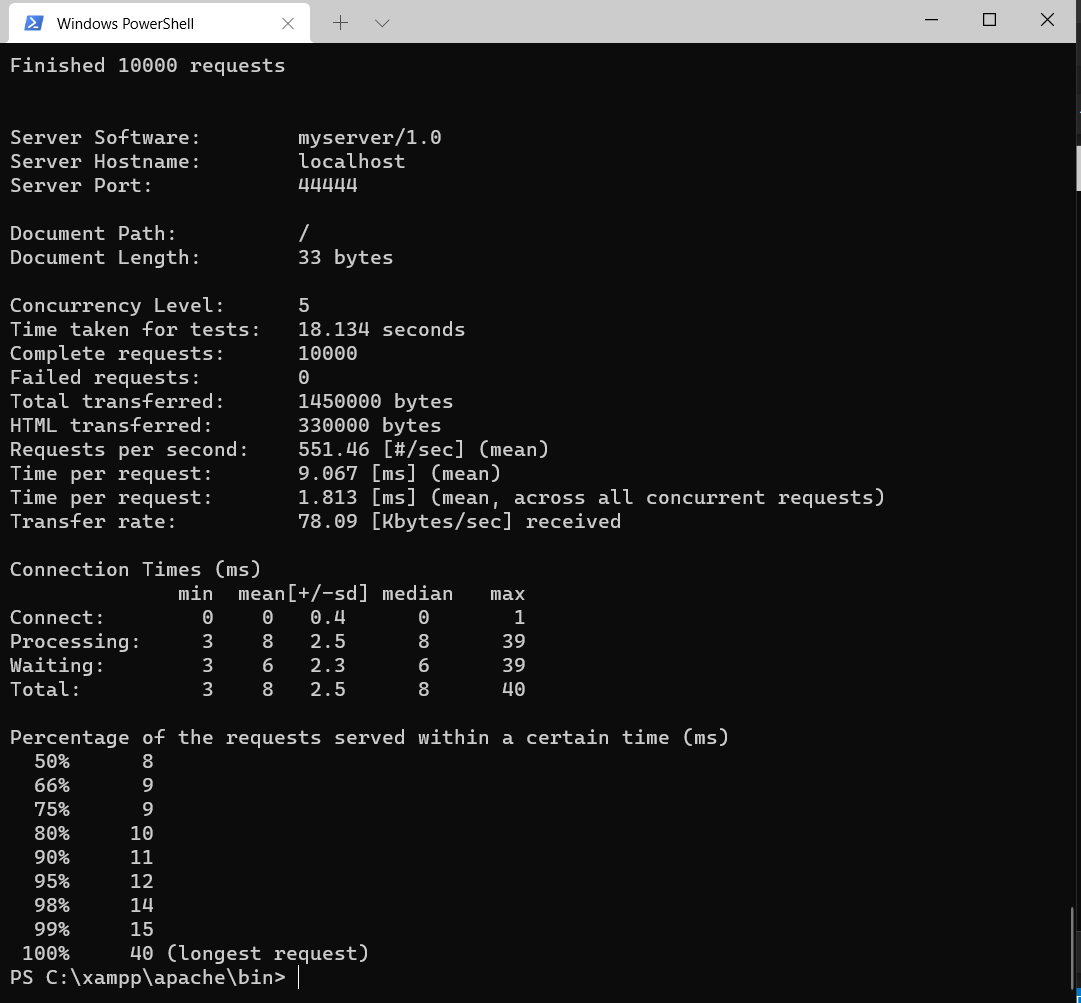 Windows PowerShell
Finished 10000 requests
Server Software: myserver/1.0
Server Hostname: localhost
Server Port: 44444
Document Path: /
Document Length: 33 bytes
Concurrency Level: 5
Time taken for tests: 18.134 seconds
Complete requests: 10000
Failed requests: 0
Total transferred: 1450000 bytes
HTML transferred: 330000 bytes
Requests per second: 551.46 [#/sec] (mean)
Time per request: 9.067 [ms] (mean)
Time per request: 1.813 [ms] (mean, across all concurrent requests)
Transfer rate: 78.09 [Kbytes/sec] received
Connection Times (ms)
min mean[+/-sd] median max
Connect: 0 0 0.4 0 1
Processing: 3 8 2.5 8 39
Waiting: 3 6 2.3 6 39
Total: 3 8 2.5 8 40
Percentage of the requests served within a certain time (ms)
50% 8
66% 9
75% 9
80% 10
90% 11
95% 12
98% 14
99% 15
100% 40 (longest request)
PS C:\xampp\apache\bin>